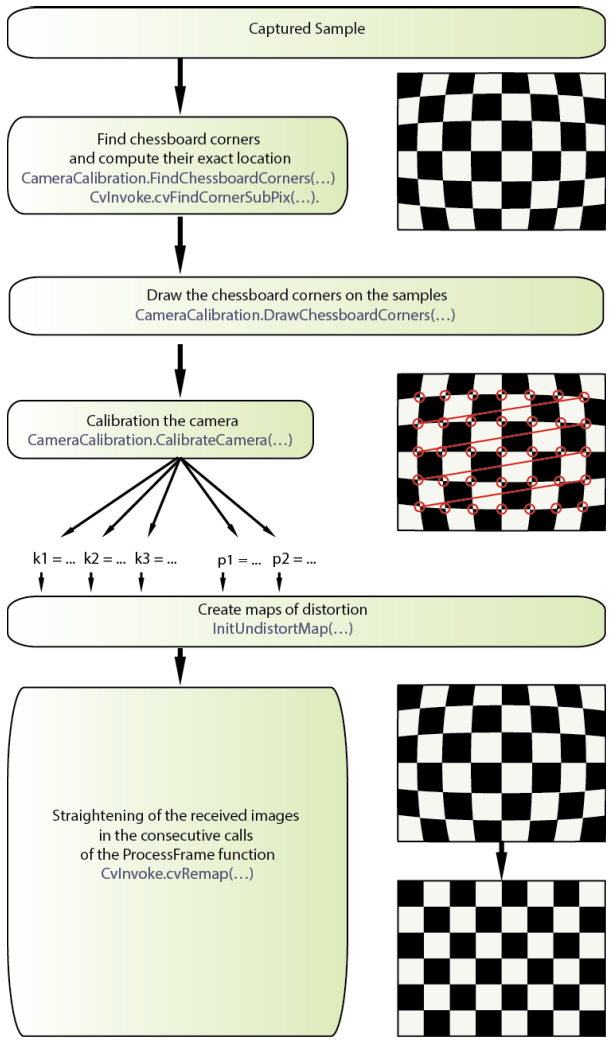 Captured Sample
Find chessboard corners
and compute their exact location
CameraCalibration.FindChessboardCorners(...)
CvInvoke.cvFindCornerSubPix(...).
Draw the chessboard corners on the samples
CameraCalibration.DrawChessboardCorners(...)
Calibration the camera
CameraCalibration.CalibrateCamera(...)
k1 = ... k2 = ... k3 = ... p1 = ... p2 = ...
Create maps of distortion
InitUndistortMap(...)
Straightening of the received images
in the consecutive calls
of the ProcessFrame function
CvInvoke.cvRemap(...)